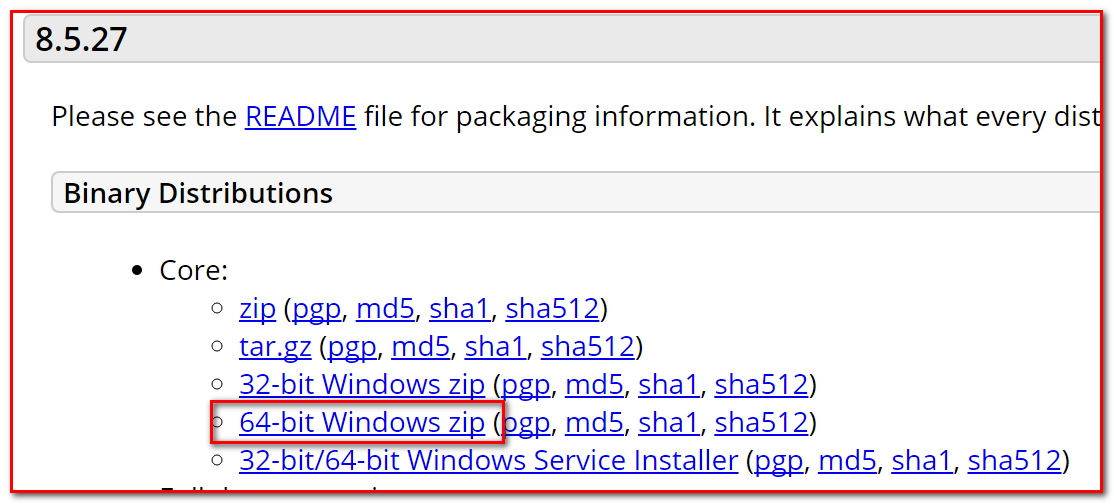 8.5.27
Please see the README file for packaging information. It explains what every dist
Binary Distributions
Core:
zip (pgp, md5, sha1, sha512)
tar.gz (pgp, md5, sha1, sha512)
32-bit Windows zip (pgp, md5, sha1, sha512)
64-bit Windows zip (pgp, md5, sha1, sha512)
32-bit/64-bit Windows Service Installer (pgp, md5, sha1, sha512)